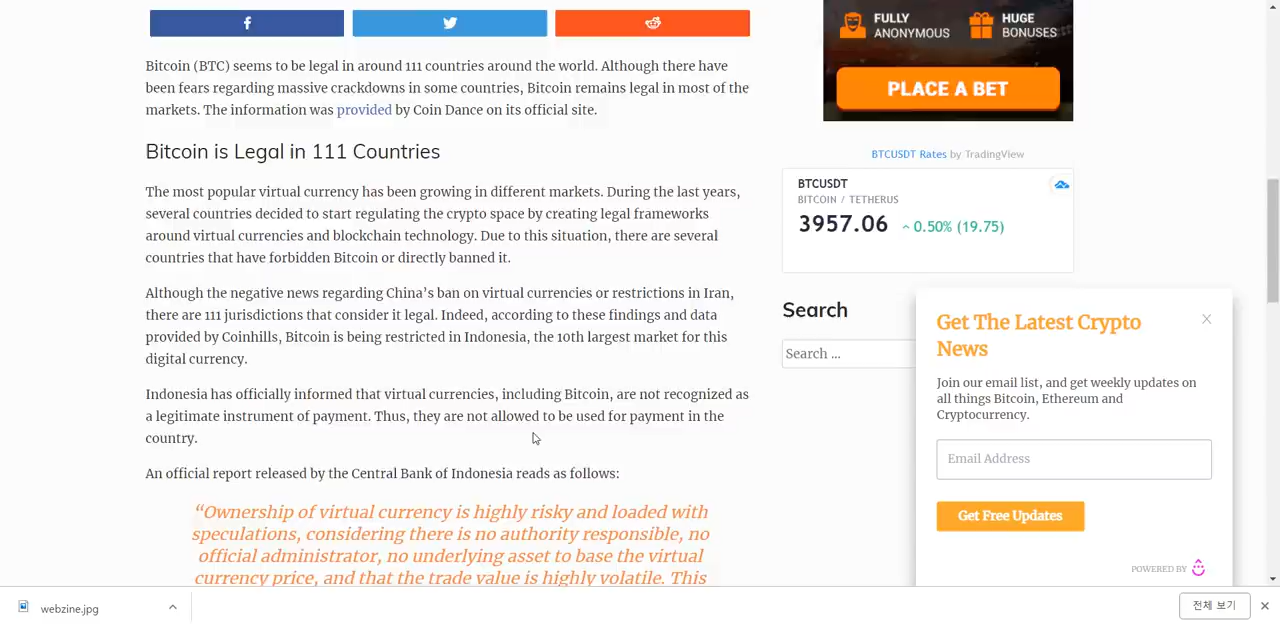 Bitcoin (BTC) seems to be legal in around 111 countries around the world. Although there have
been fears regarding massive crackdowns in some countries, Bitcoin remains legal in most of the
markets. The information was provided by Coin Dance on its official site.
Bitcoin is Legal in 111 Countries
The most popular virtual currency has been growing in different markets. During the last years,
several countries decided to start regulating the crypto space by creating legal frameworks
around virtual currencies and blockchain technology. Due to this situation, there are several
countries that have forbidden Bitcoin or directly banned it.
Although the negative news regarding China’s ban on virtual currencies or restrictions in Iran,
there are 111 jurisdictions that consider it legal. Indeed, according to these findings and data
provided by Coinhills, Bitcoin is being restricted in Indonesia, the 10th largest market for this
digital currency.
Indonesia has officially informed that virtual currencies, including Bitcoin, are not recognized as
a legitimate instrument of payment. Thus, they are not allowed to be used for payment in the
country.
An official report released by the Central Bank of Indonesia reads as follows:
“Ownership of virtual currency is highly risky and loaded with
speculations, considering there is no authority responsible, no
official administrator, no underlying asset to base the virtual
currency price, and that the trade value is highly volatile. This
FULLY
ANONYMOUS
HUGE
BONUSES
PLACE A BET
BTCUSDT Rates by TradingView
BTCUSDT
BITCOIN / TETHERUS
3957.06 0.50% (19.75)
Search
Search ...
Get The Latest Crypto
News
Join our email list, and get weekly updates on
all things Bitcoin, Ethereum and
Cryptocurrency.
Email Address
Get Free Updates
POWERED BY
webzine.jpg
전체 보기